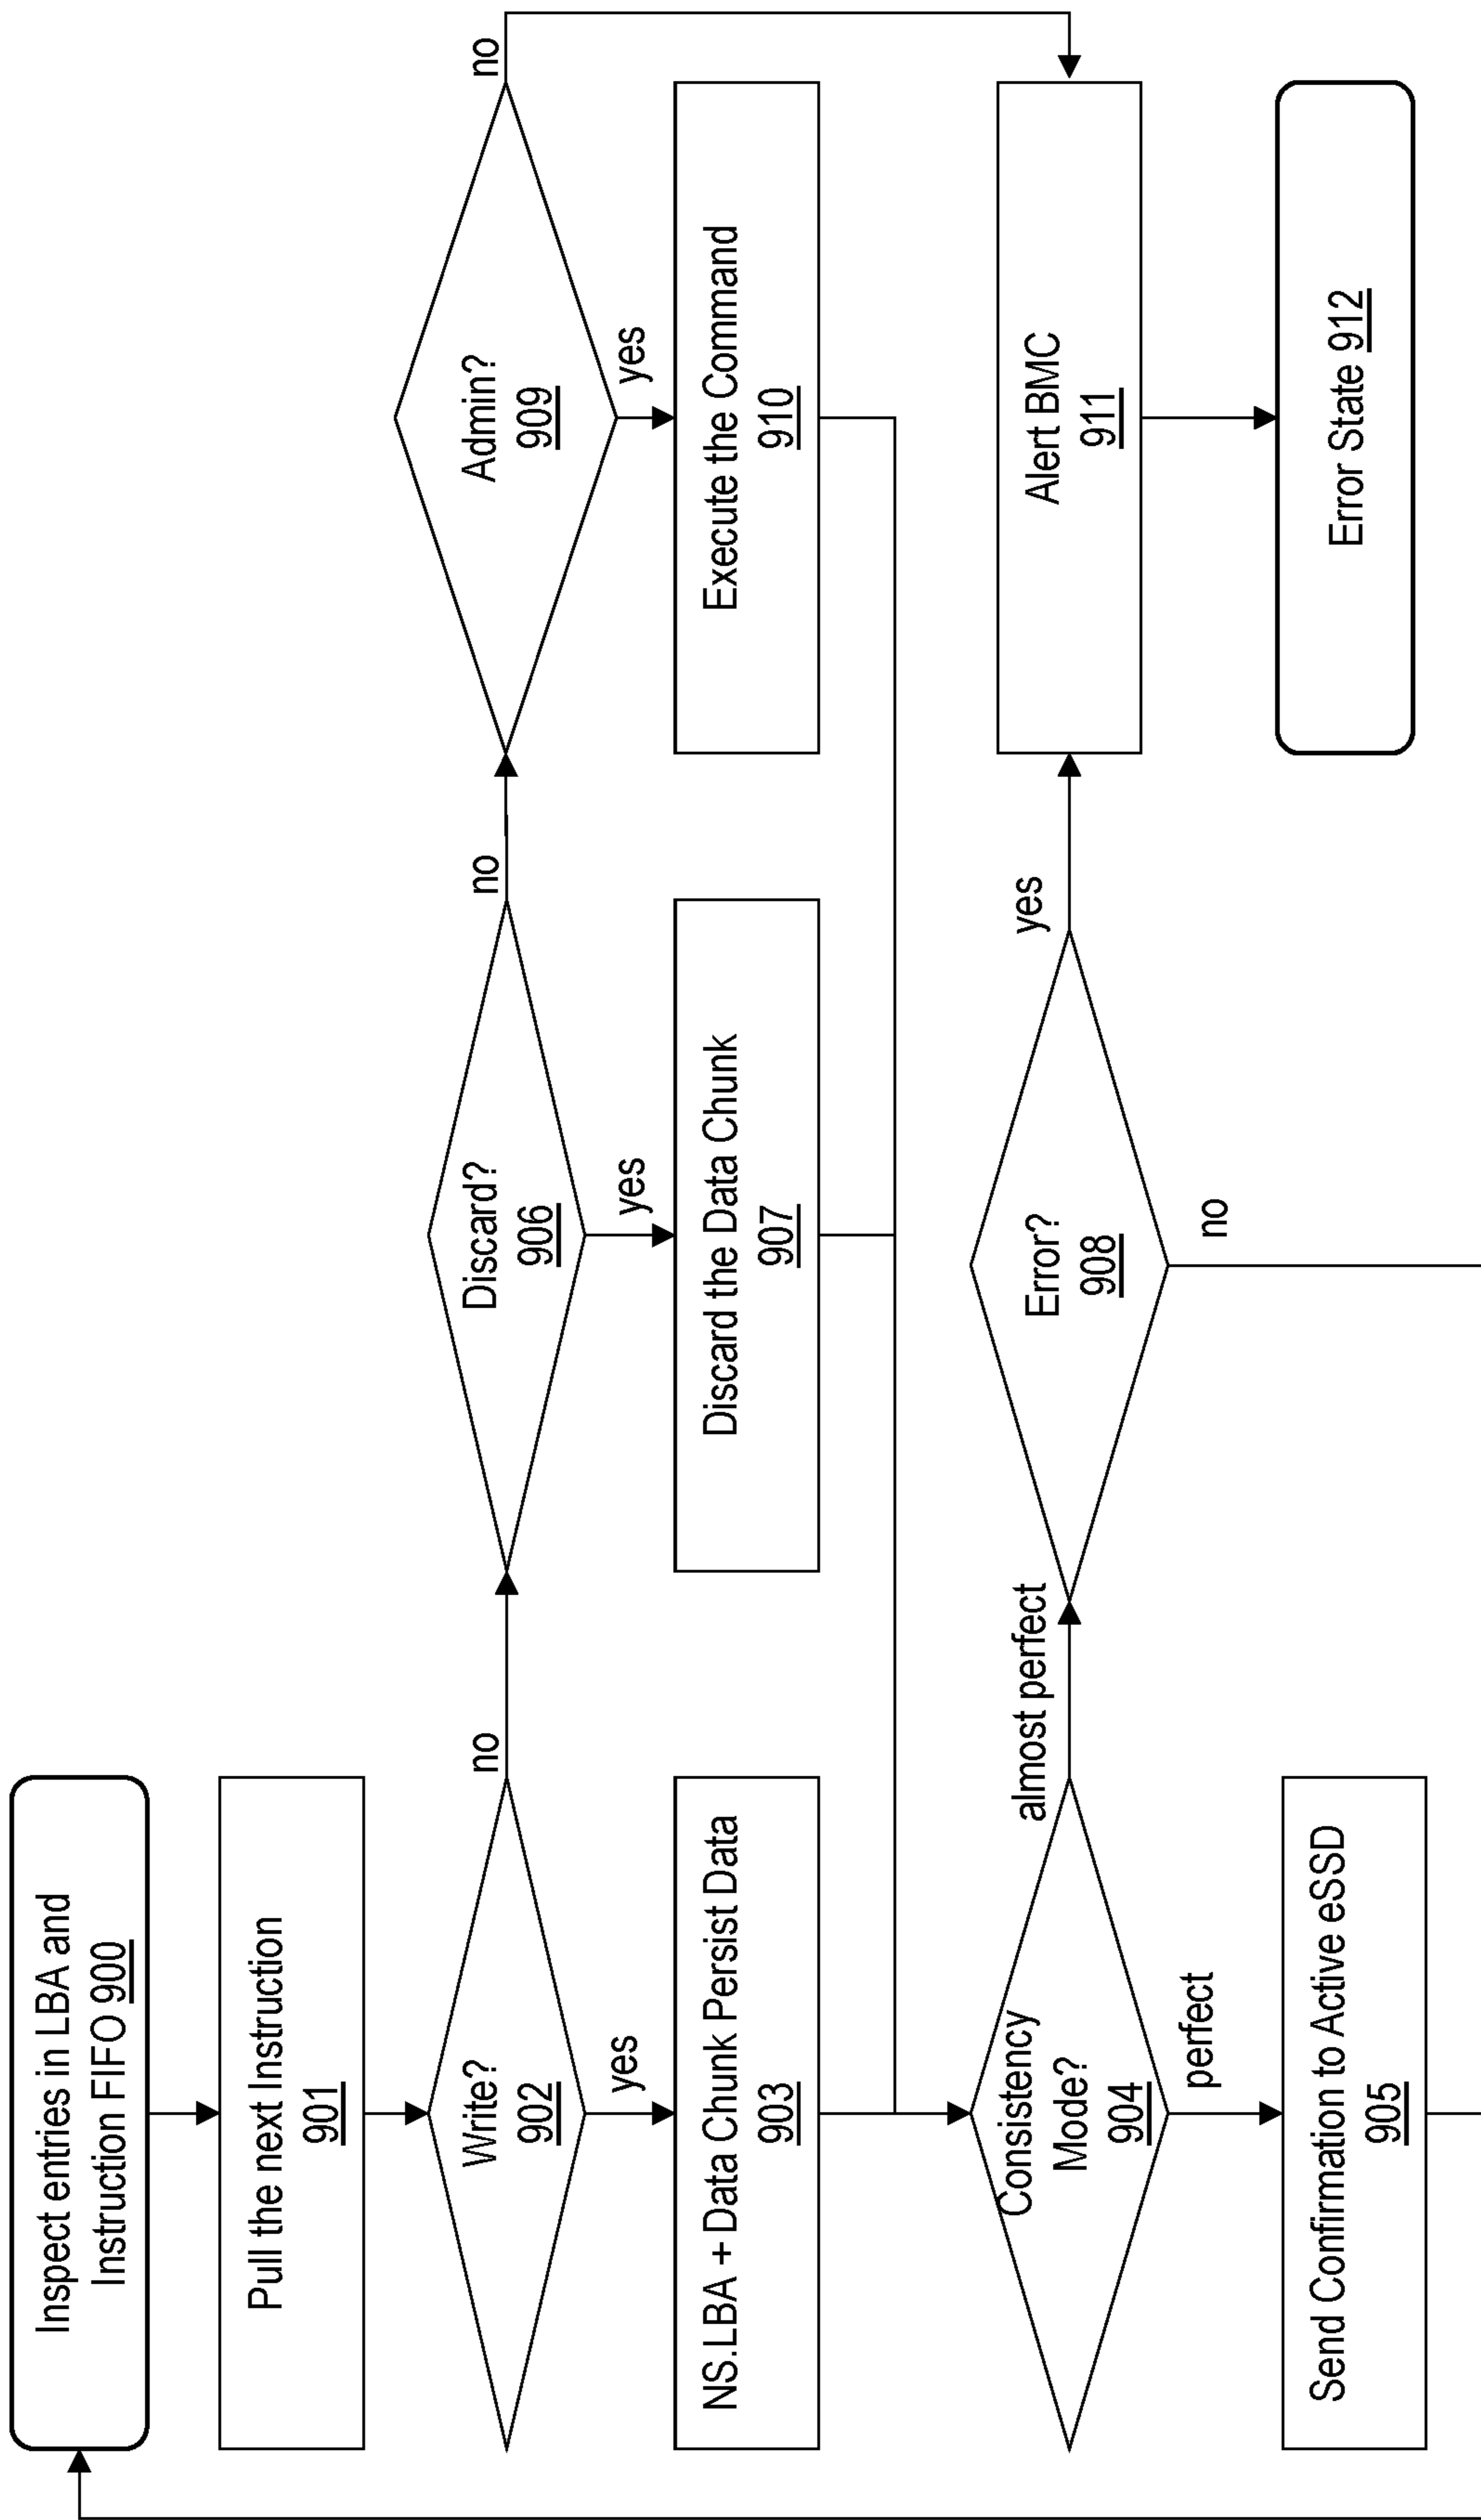 Inspect entries in LBA and
Instruction FIFO 900
Pull the next Instruction
901
Write?
902
no
yes
Discard?
906
no
yes
Admin?
909
no
yes
NS.LBA + Data Chunk Persist Data
903
Discard the Data Chunk
907
Execute the Command
910
Consistency
Mode?
904
almost perfect
perfect
Error?
908
yes
no
Alert BMC
911
Send Confirmation to Active eSSD
905
Error State 912